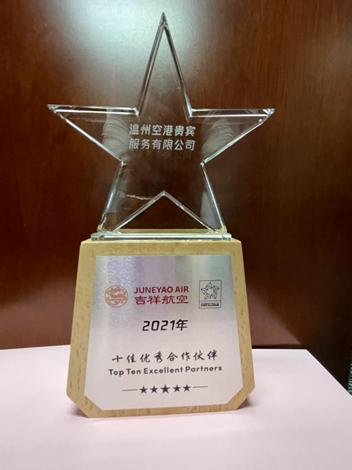 温州空港贵宾
服务有限公司
JUNEYAO AIR
吉祥航空
2021年
十佳优秀合作伙伴
Top Ten Excellent Partners